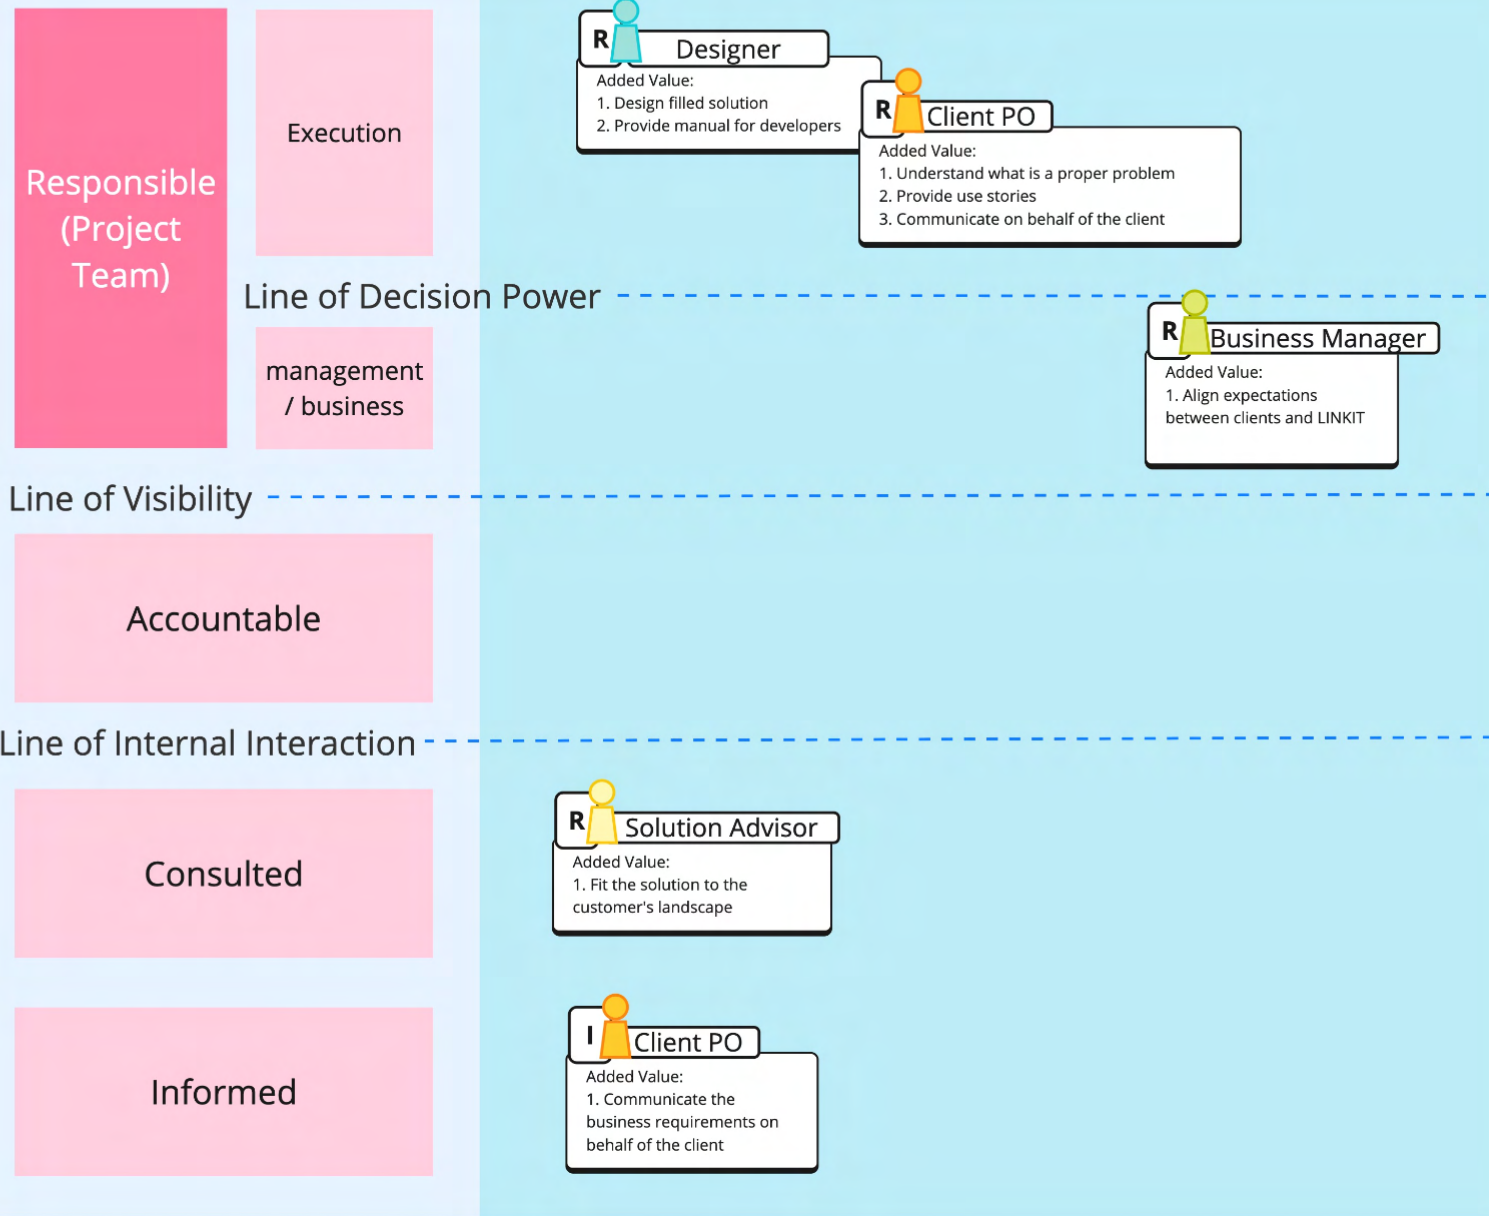 Responsible
(Project
Team)
Execution
R
Designer
Added Value:
1. Design filled solution
2. Provide manual for developers
R
Client PO
Added Value:
1. Understand what is a proper problem
2. Provide use stories
3. Communicate on behalf of the client
Line of Decision Power
management
/ business
R
Business Manager
Added Value:
1. Align expectations
between clients and LINKIT
Line of Visibility
Accountable
Line of Internal Interaction
Consulted
R
Solution Advisor
Added Value:
1. Fit the solution to the
customer's landscape
Informed
I
Client PO
Added Value:
1. Communicate the
business requirements on
behalf of the client